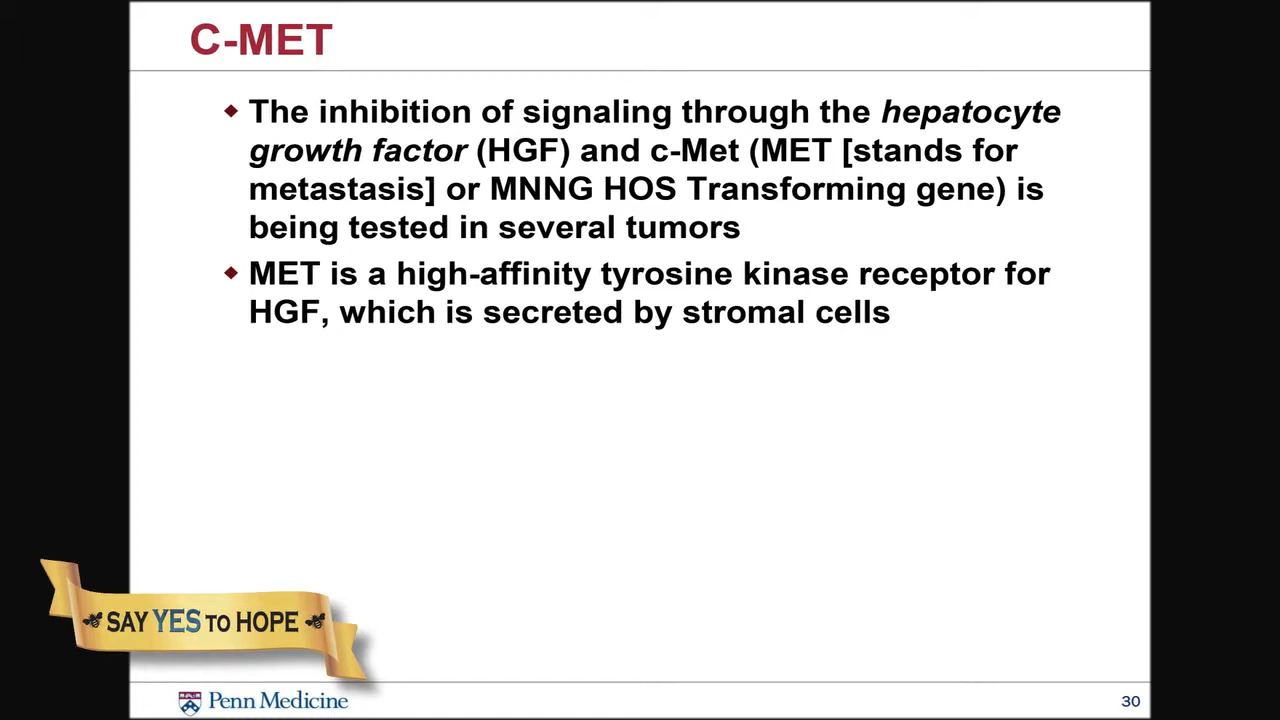 C-MET
The inhibition of signaling through the hepatocyte
growth factor (HGF) and c-Met (MET [stands for
metastasis] or MNNG HOS Transforming gene) is
being tested in several tumors
MET is a high-affinity tyrosine kinase receptor for
HGF, which is secreted by stromal cells
SAY YES TO HOPE
Penn Medicine
30